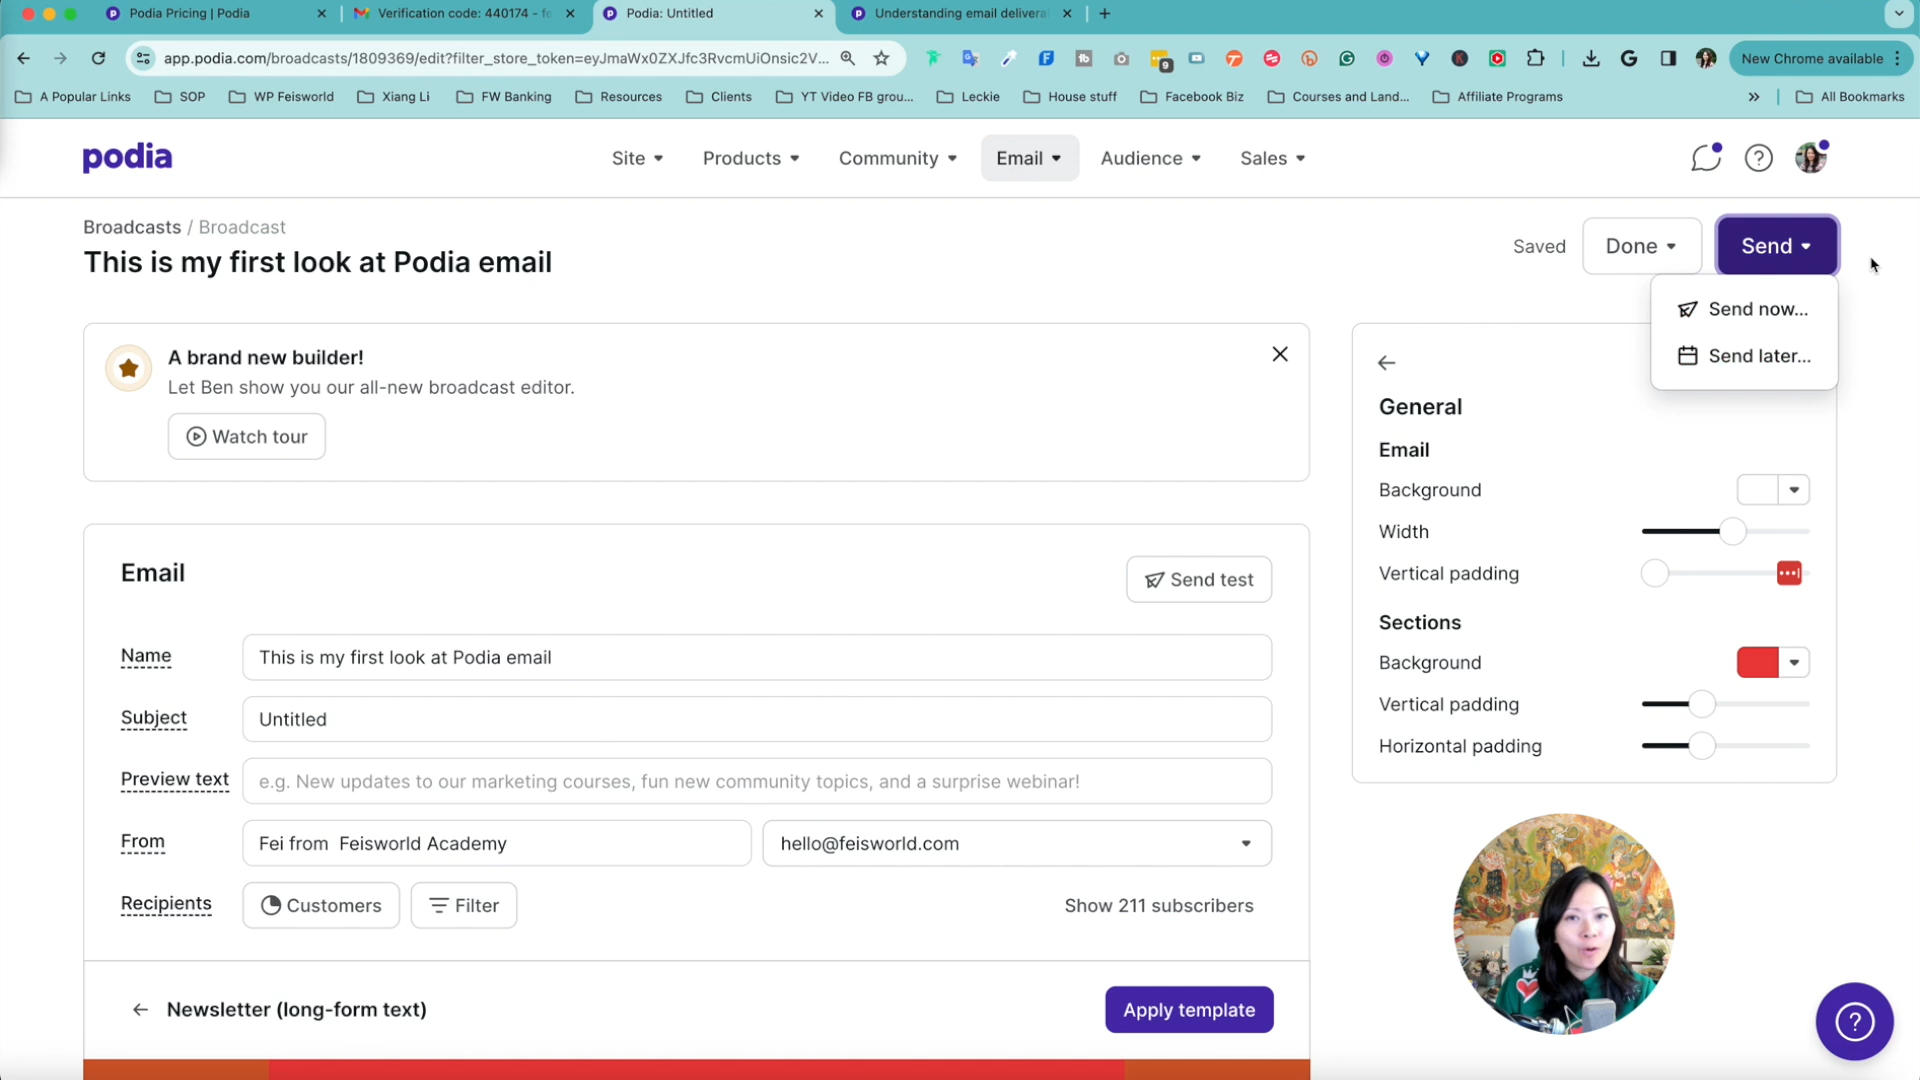 Podia Pricing | Podia
Verification code: 440174 - fe
Podia: Untitled
Understanding email delivera
app.podia.com/broadcasts/1809369/edit?filter_store_token=eyJmaWx0ZXJfc3RvcmUiOnsic2V...
9
New Chrome available
A Popular Links
SOP
WP Feisworld
Xiang Li
FW Banking
Resources
Clients
YT Video FB grou...
Leckie
House stuff
Facebook Biz
Courses and Land...
Affiliate Programs
All Bookmarks
podia
Site
Products
Community
Email
Audience
Sales
Broadcasts / Broadcast
This is my first look at Podia email
Saved
Done
Send
Send now...
Send later...
A brand new builder!
Let Ben show you our all-new broadcast editor.
Watch tour
General
Email
Background
Width
Vertical padding
Sections
Background
Vertical padding
Horizontal padding
Email
Send test
Name
This is my first look at Podia email
Subject
Untitled
Preview text
e.g. New updates to our marketing courses, fun new community topics, and a surprise webinar!
From
Fei from  Feisworld Academy
hello@feisworld.com
Recipients
Customers
Filter
Show 211 subscribers
Newsletter (long-form text)
Apply template